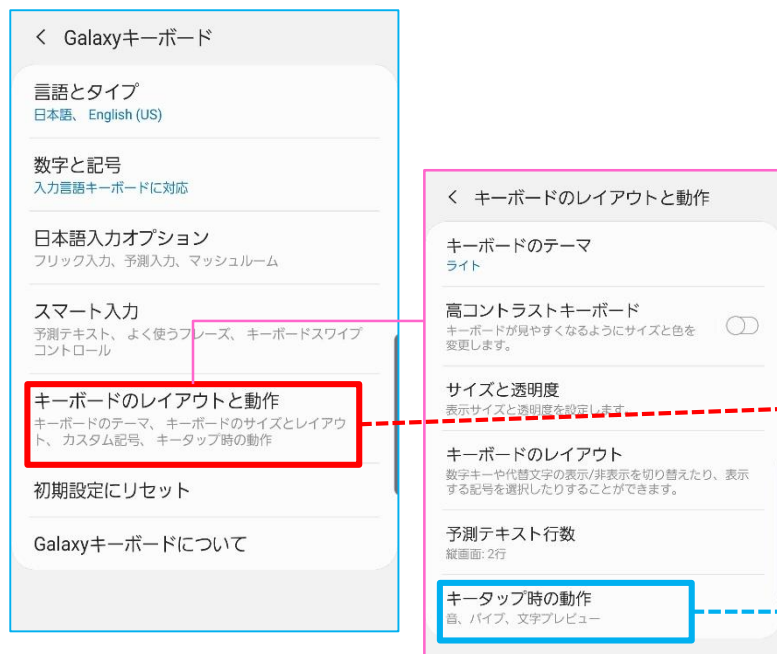 Galaxyキーボード
言語とタイプ
日本語、 English (US)
数字と記号
入力言語キーボードに対応
日本語入力オプション
フリック入力、予測入力、マッシュルーム
スマート入力
予測テキスト、 よく使うフレーズ、 キーボードスワイプ
コントロール
キーボードのレイアウトと動作
キーボードのテーマ、 キーボードのサイズとレイアウ
ト、 カスタム記号、 キータップ時の動作
初期設定にリセット
Galaxyキーボードについて
キーボードのレイアウトと動作
キーボードのテーマ
ライト
高コントラストキーボード
キーボードが見やすくなるようにサイズと色を
変更します。
サイズと透明度
表示サイズと透明度を設定します。
キーボードのレイアウト
数字キーや代替文字の表示/非表示を切り替えたり、表示
する記号を選択したりすることができます。
予測テキスト行数
縦画面: 2行
キータップ時の動作
音、バイブ、文字プレビュー